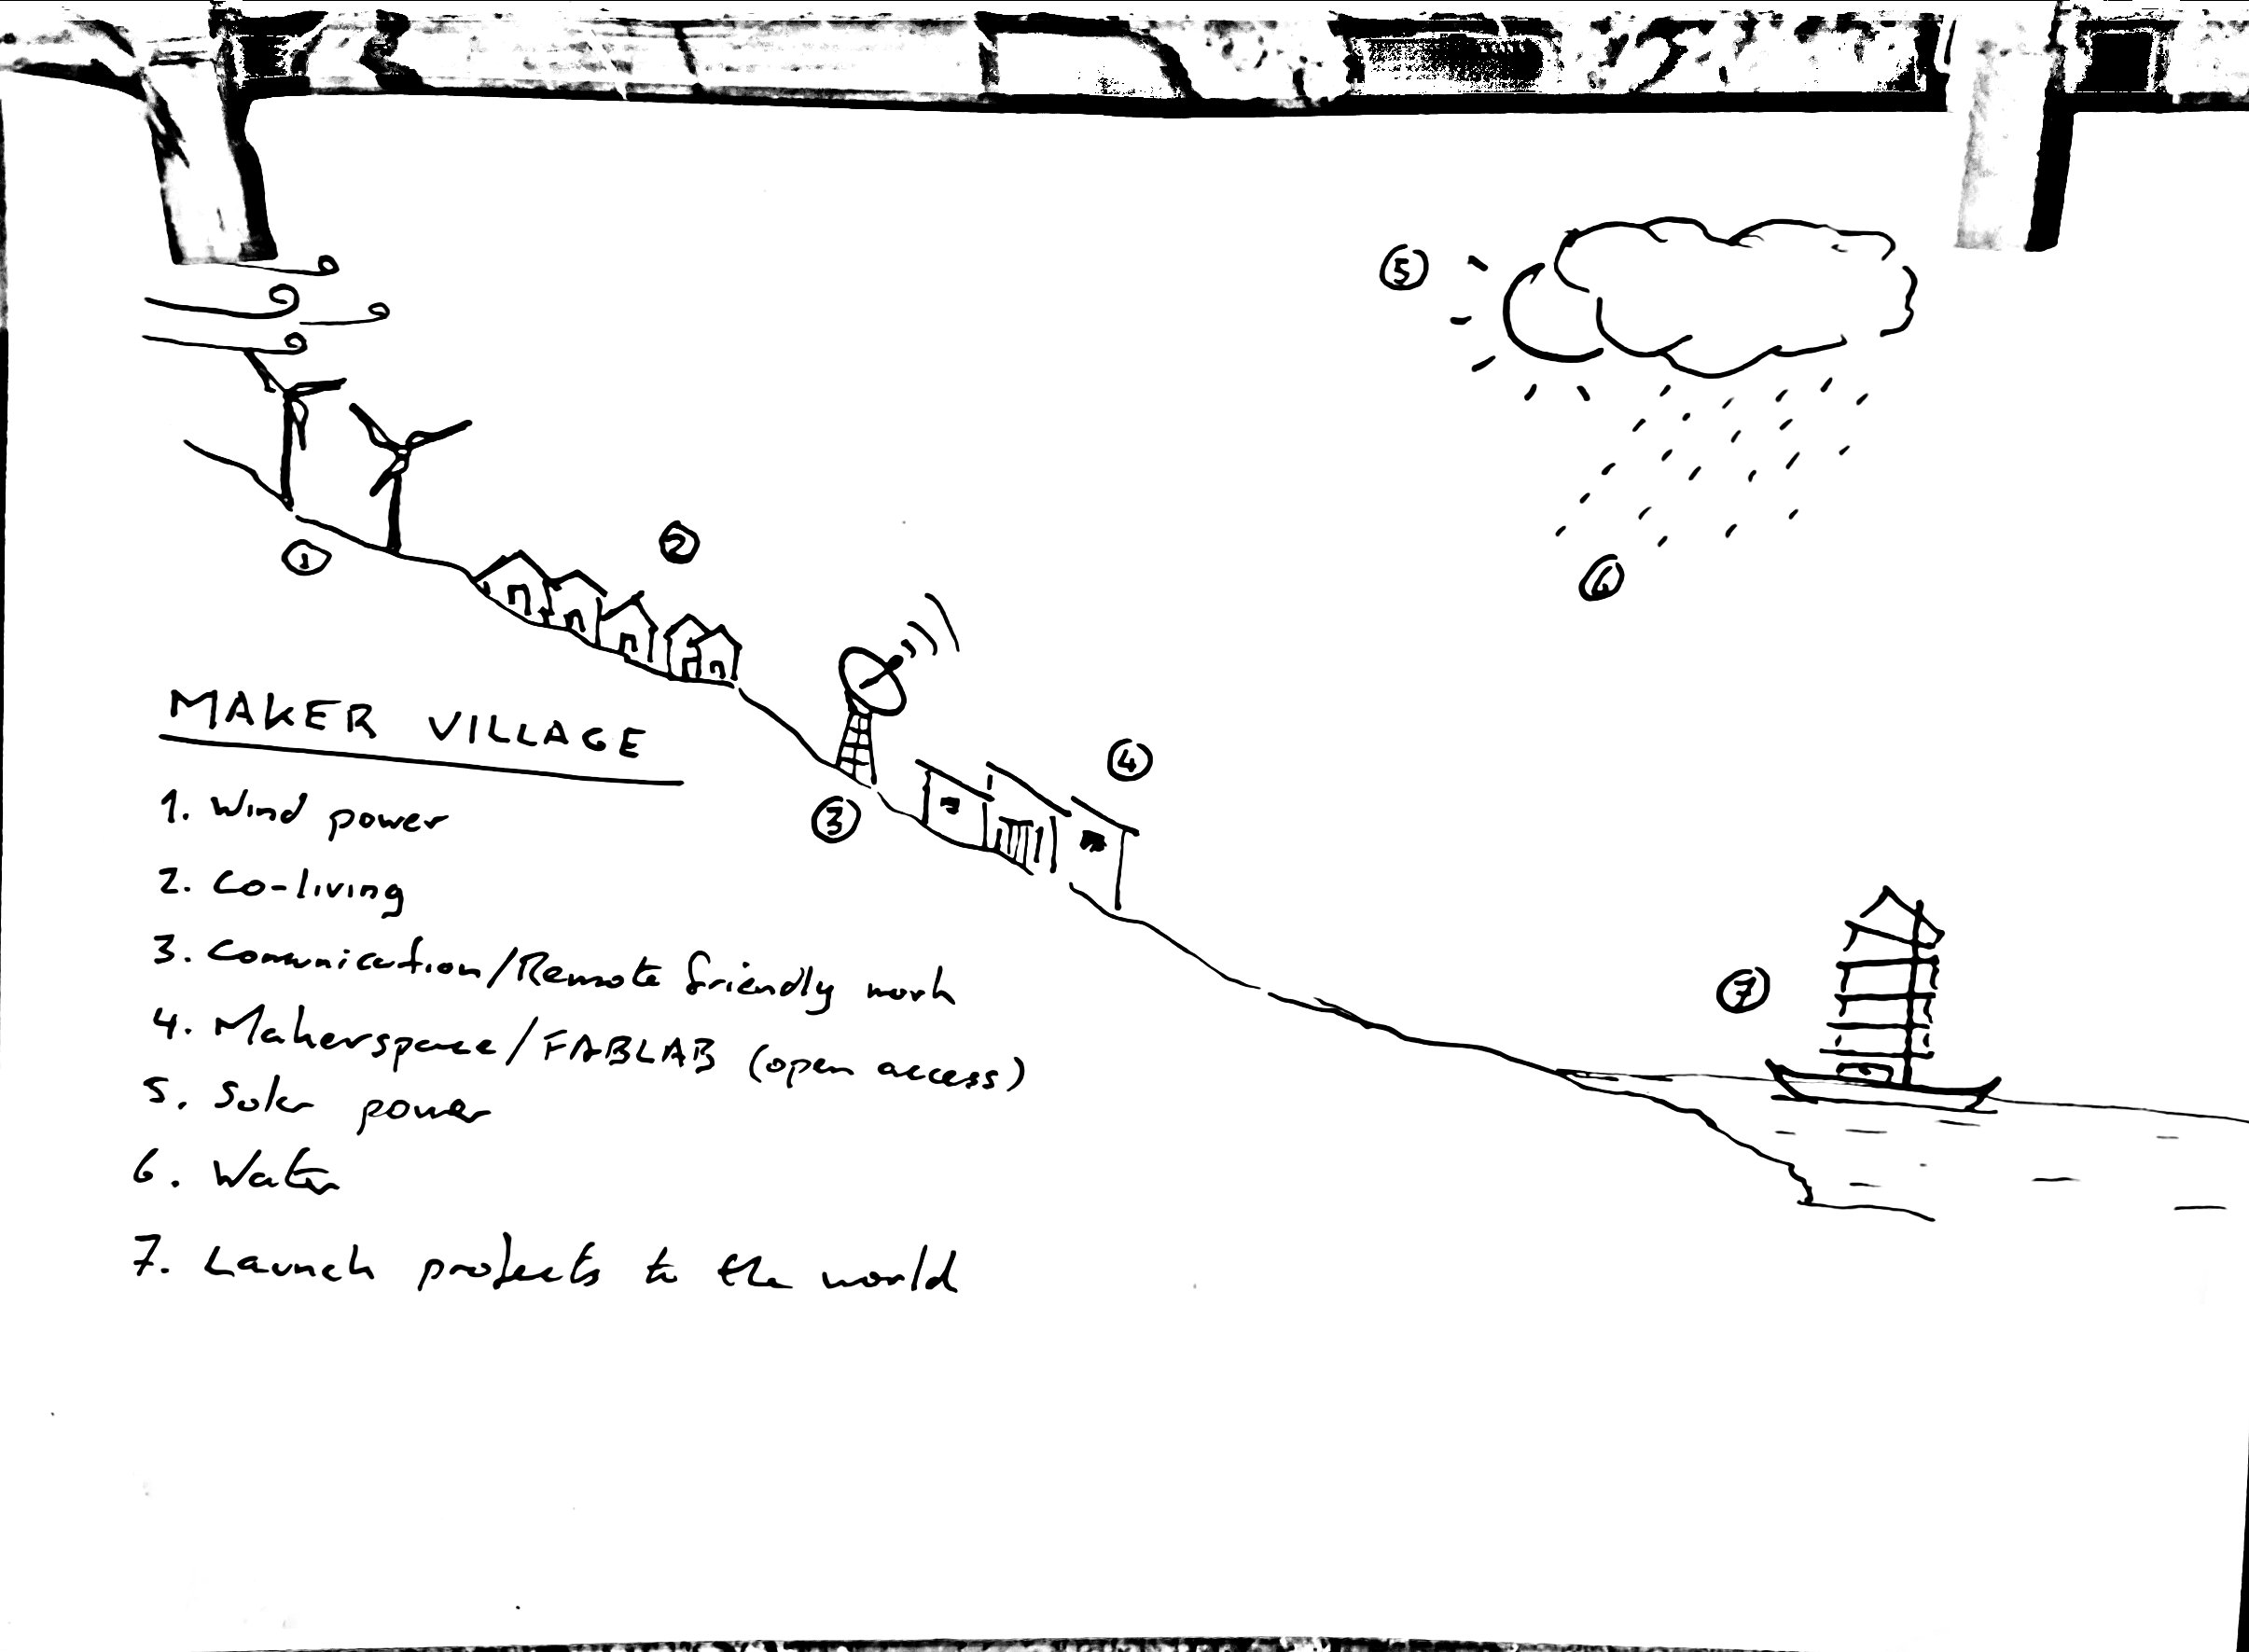 5
2
6
1
MAKER VILLAGE
4
3
1. Wind power
2. Co-living
3. Comunication/Remote friendly work
7
4. Makerspace/FABLAB (open access)
5. Solar power
6. Water
7. Launch projects to the world